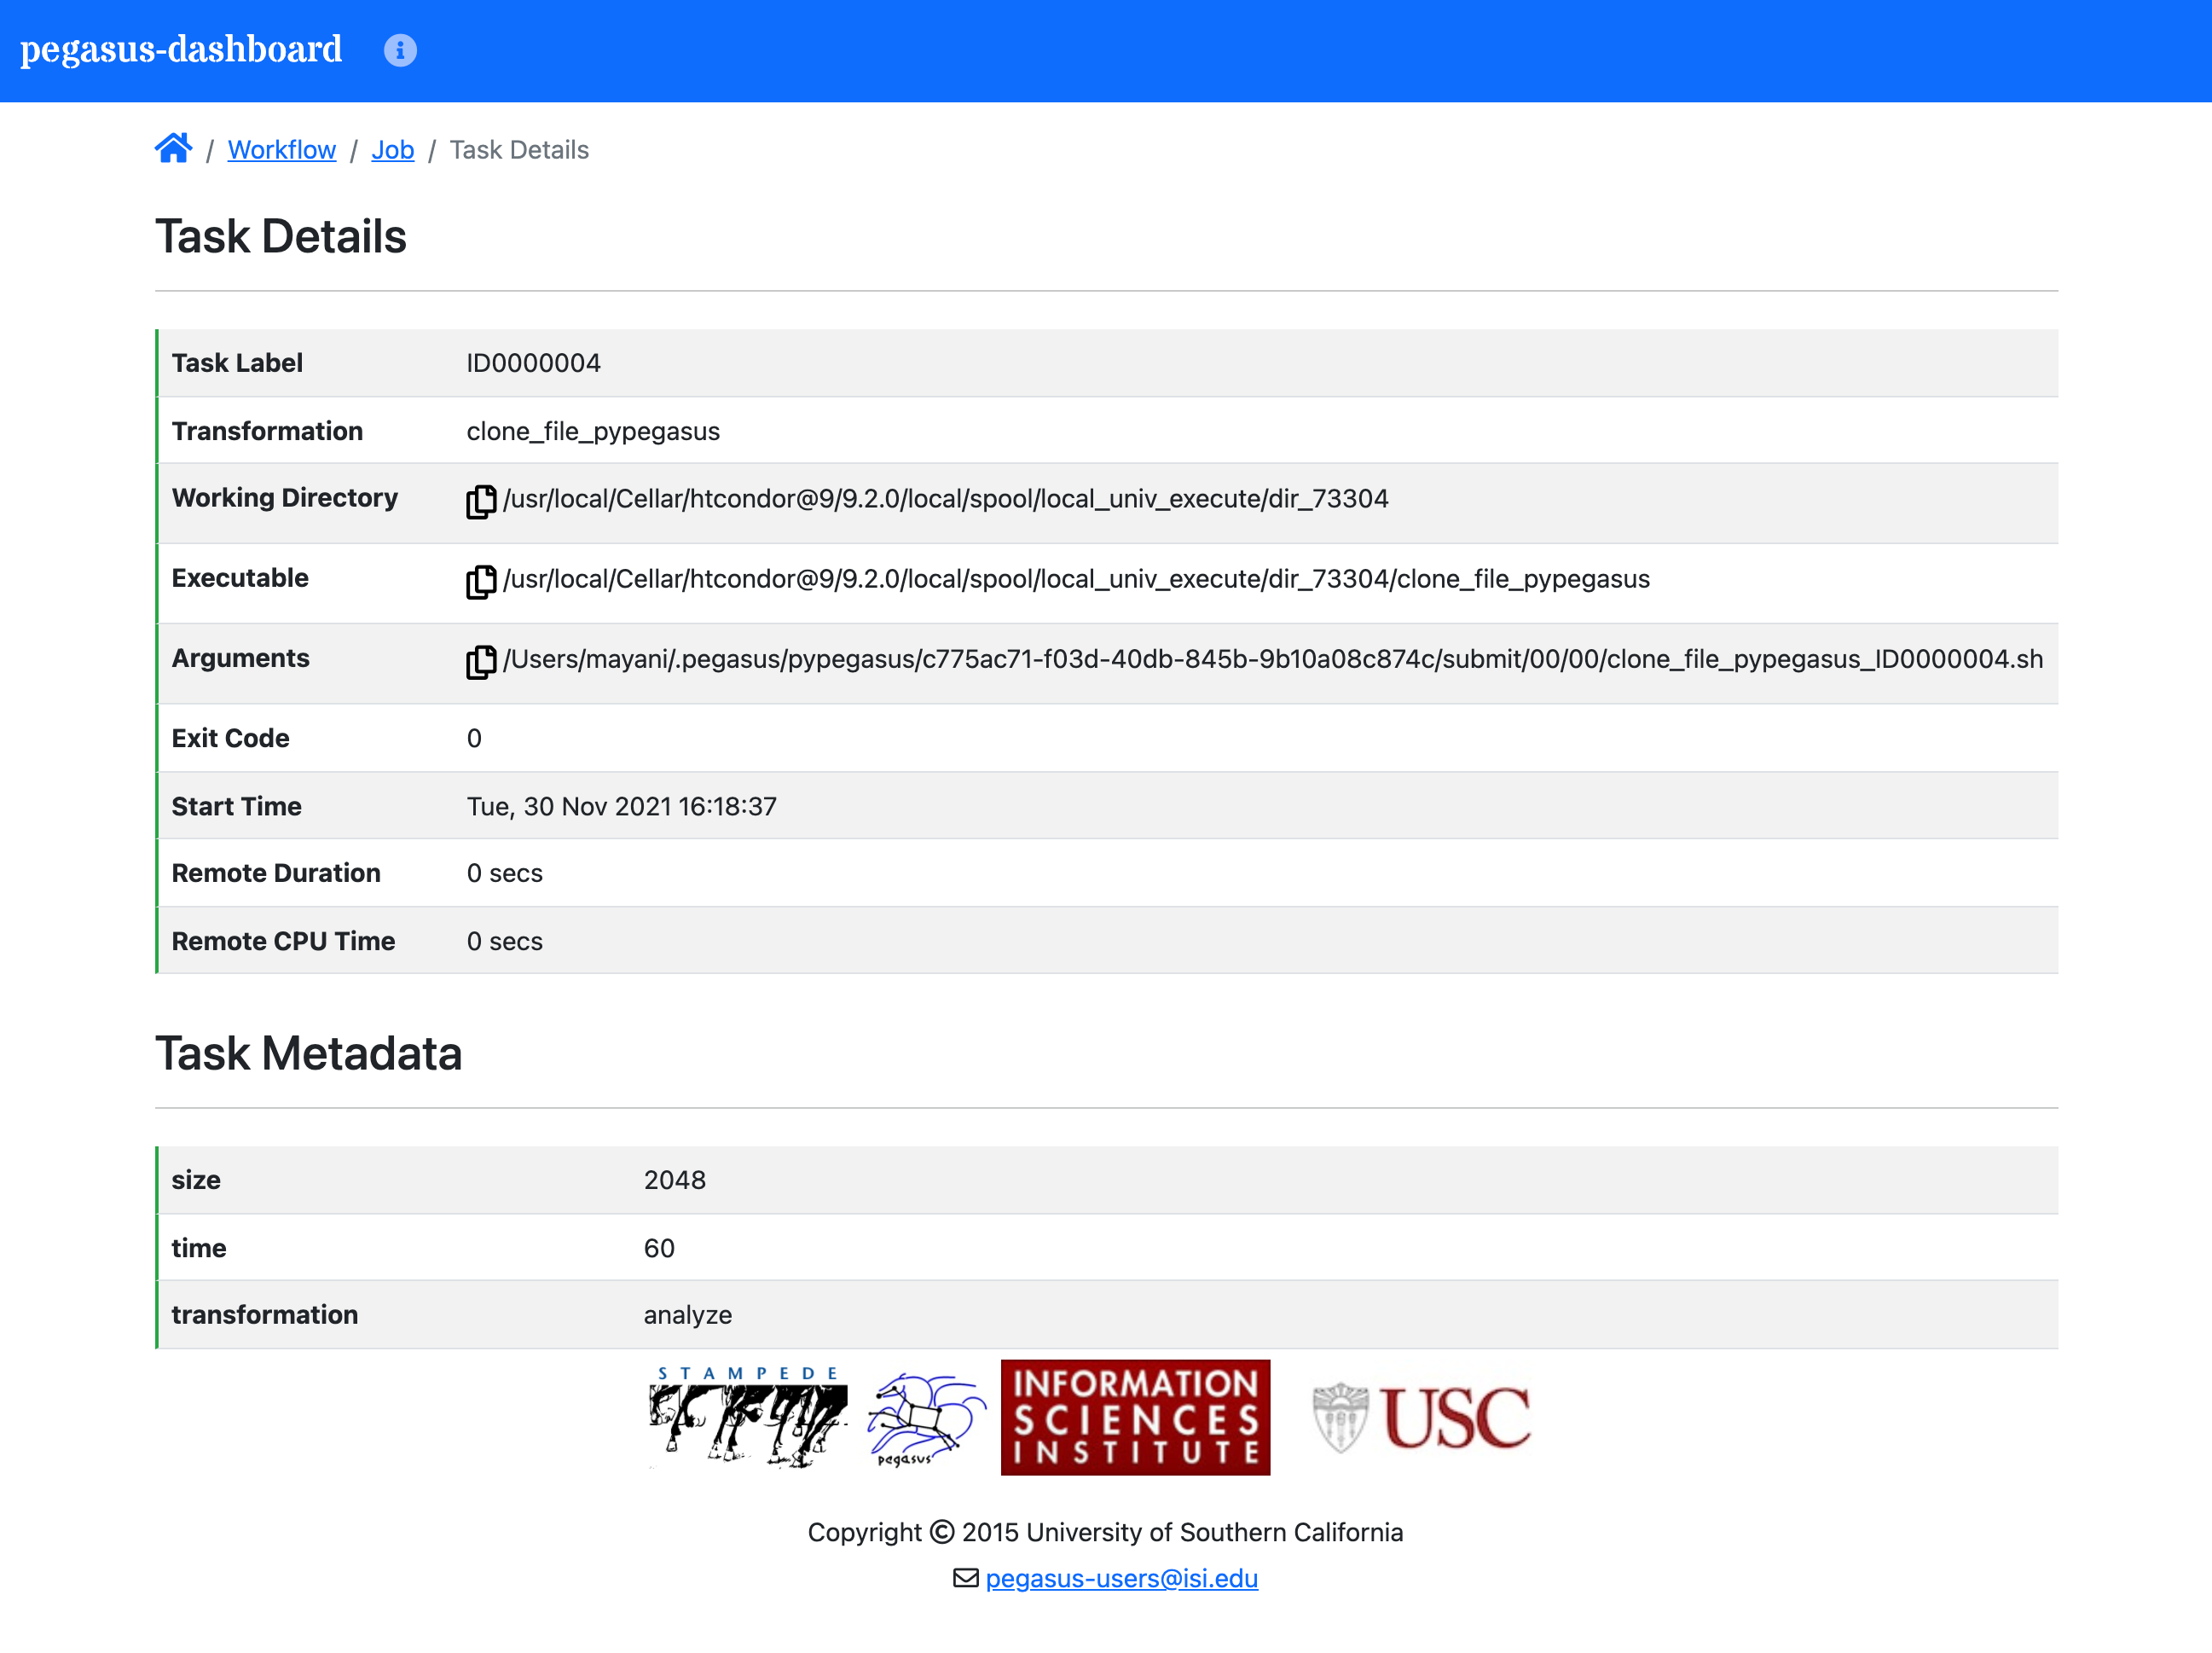 pegasus-dashboard
/ Workflow / Job / Task Details
Task Details
Task Label ID0000004
Transformation clone_file_pypegasus
Working Directory /usr/local/Cellar/htcondor@9/9.2.0/local/spool/local_univ_execute/dir_73304
Executable /usr/local/Cellar/htcondor@9/9.2.0/local/spool/local_univ_execute/dir_73304/clone_file_pypegasus
Arguments /Users/mayani/.pegasus/pypegasus/c775ac71-f03d-40db-845b-9b10a08c874c/submit/00/00/clone_file_pypegasus_ID0000004.sh
Exit Code 0
Start Time Tue, 30 Nov 2021 16:18:37
Remote Duration 0 secs
Remote CPU Time 0 secs
Task Metadata
size 2048
time 60
transformation analyze
STAMPEDE
pegasus
INFORMATION
SCIENCES
INSTITUTE
USC
Copyright © 2015 University of Southern California
pegasus-users@isi.edu